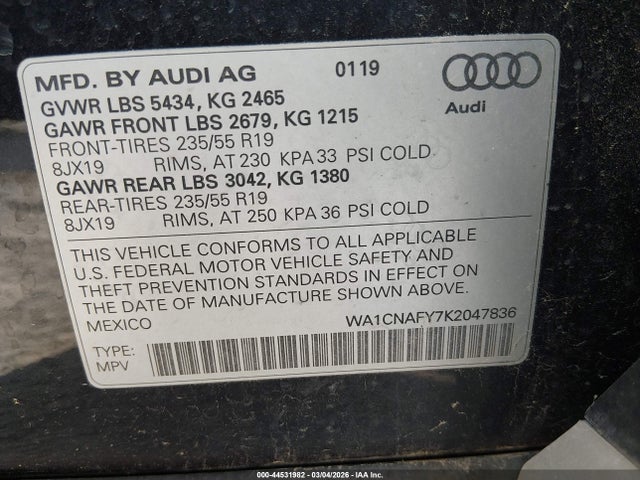 MFD. BY AUDI AG 0119
GVWR LBS 5434, KG 2465
GAWR FRONT LBS 2679, KG 1215
Audi
FRONT-TIRES 235/55 R19
8JX19 RIMS, AT 230 KPA 33 PSI COLD
GAWR REAR LBS 3042, KG 1380
REAR-TIRES 235/55 R19
8JX19 RIMS, AT 250 KPA 36 PSI COLD
THIS VEHICLE CONFORMS TO ALL APPLICABLE
U.S. FEDERAL MOTOR VEHICLE SAFETY AND
THEFT PREVENTION STANDARDS IN EFFECT ON
THE DATE OF MANUFACTURE SHOWN ABOVE.
MEXICO WA1CNAFY7K2047836
TYPE:
MPV
000-44531982 - 03/04/2026 - IAA Inc.